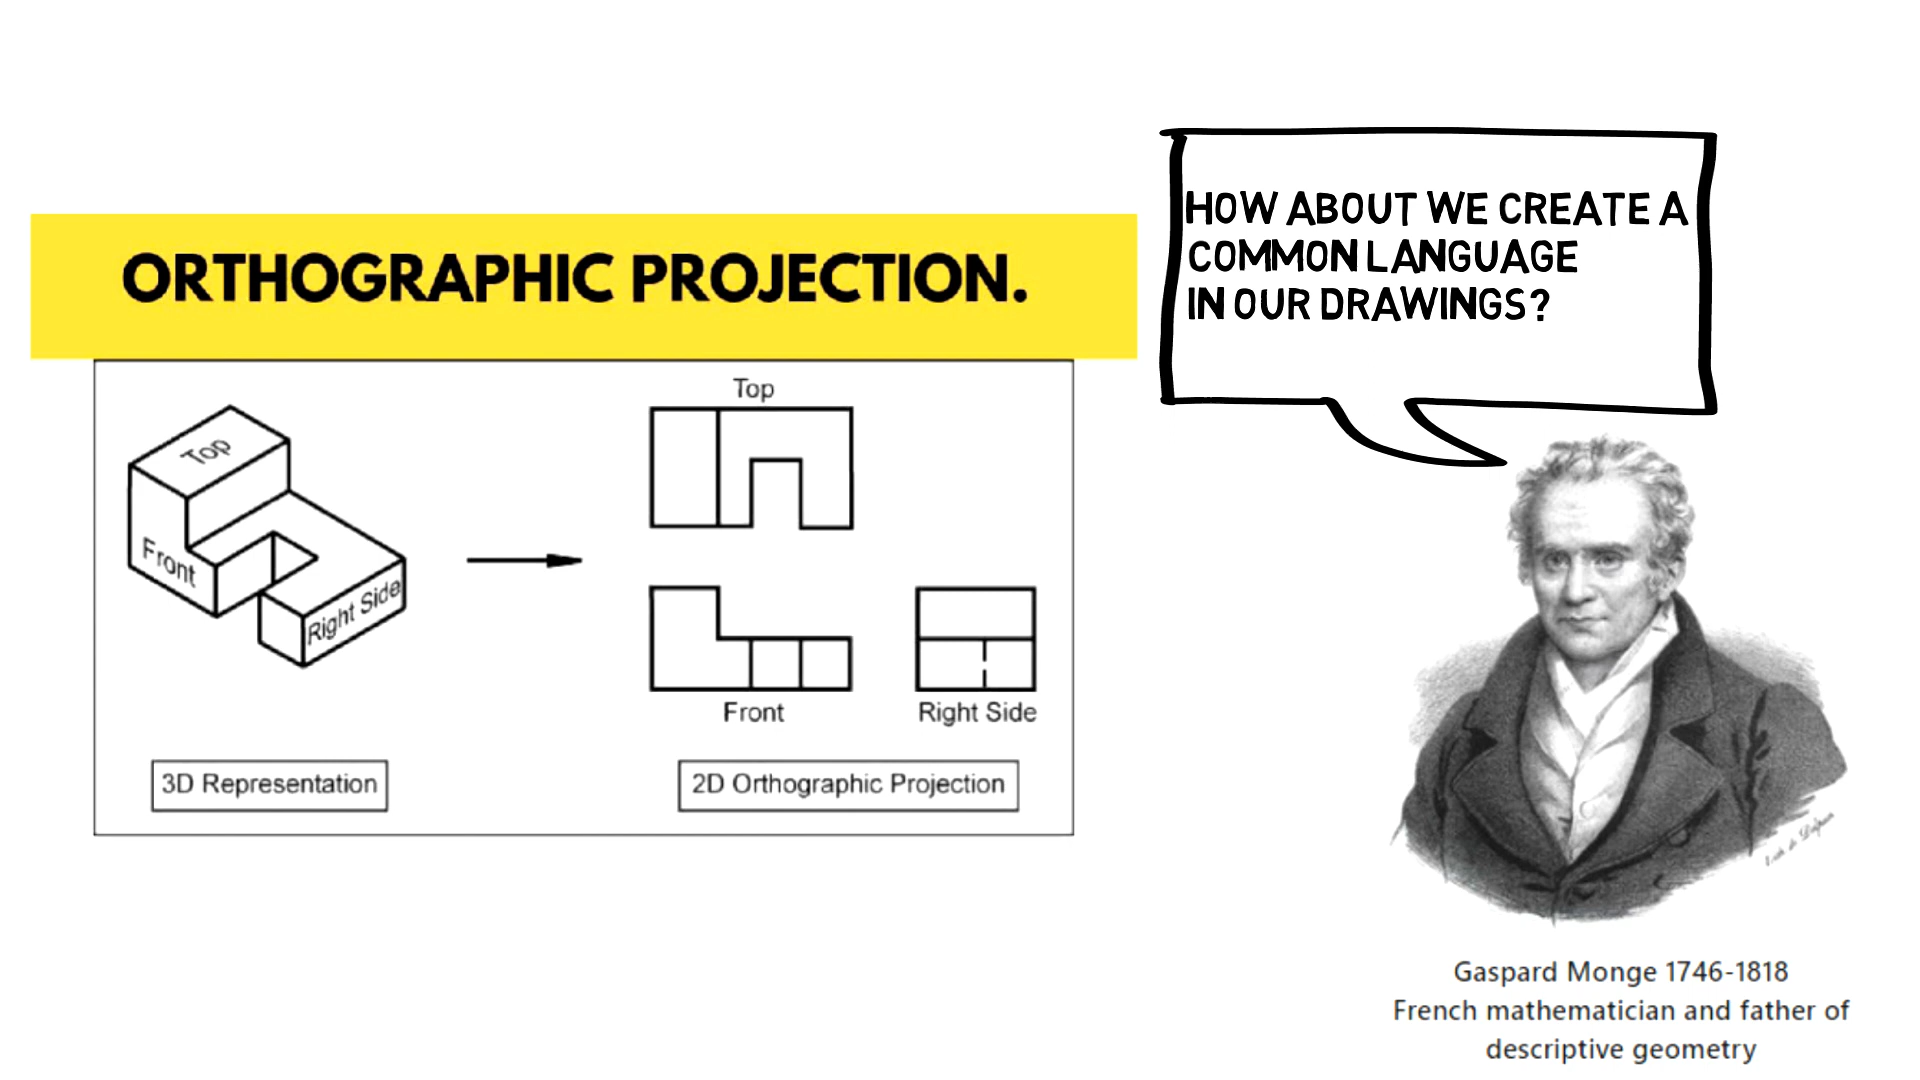 ORTHOGRAPHIC PROJECTION.
HOW ABOUT WE CREATE A
COMMON LANGUAGE
IN OUR DRAWINGS?
Top
Front
Right Side
Top
Front
Right Side
3D Representation
2D Orthographic Projection
Gaspard Monge 1746-1818
French mathematician and father of
descriptive geometry